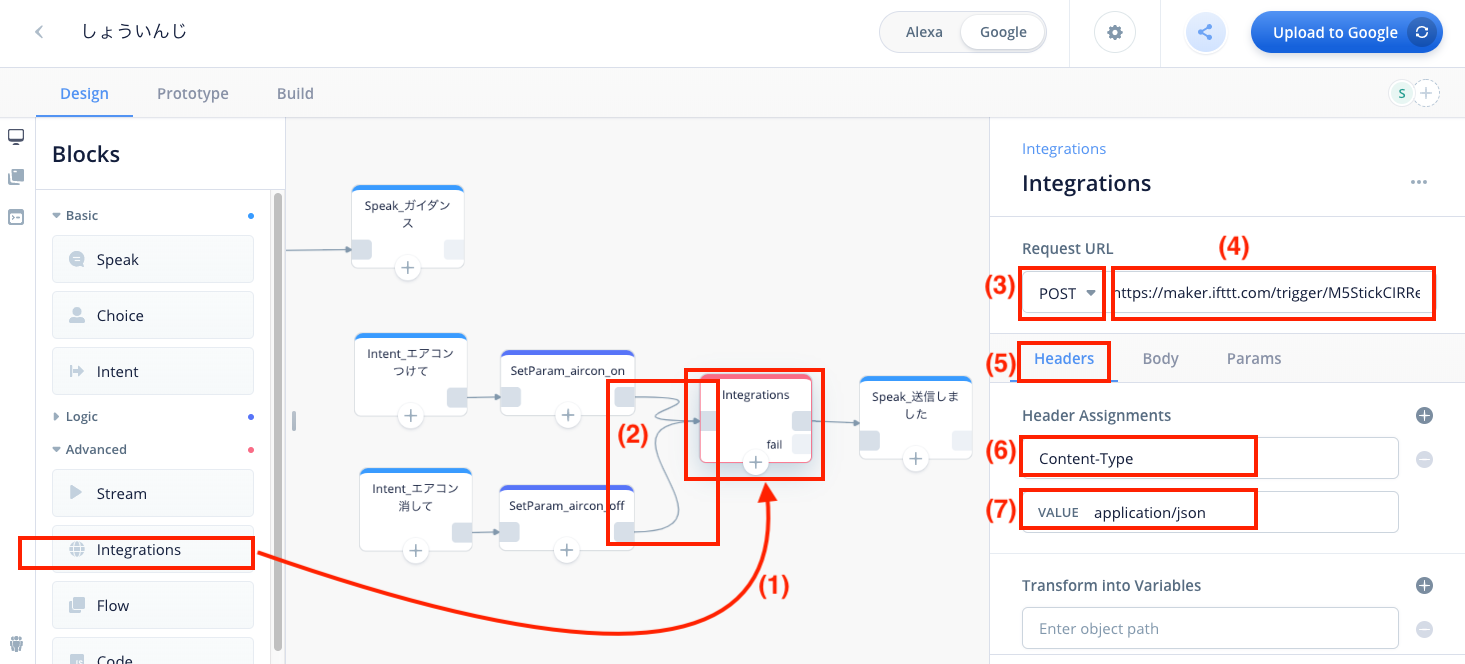 しょういんじ
Alexa
Google
Upload to Google
Design
Prototype
Build
S
Blocks
Basic
Speak
Choice
Intent
Logic
Advanced
Stream
Integrations
Flow
Code
Speak_ガイダン
ス
Intent_エアコン
つけて
SetParam_aircon_on
Intent_エアコン
消して
SetParam_aircon_off
(2)
Integrations
fail
Speak_送信しま
した
(1)
Integrations
Integrations
Request URL
(4)
(3)
POST
https://maker.ifttt.com/trigger/M5StickCIRRe
(5)
Headers
Body
Params
Header Assignments
(6)
Content-Type
(7)
VALUE application/json
Transform into Variables
Enter object path